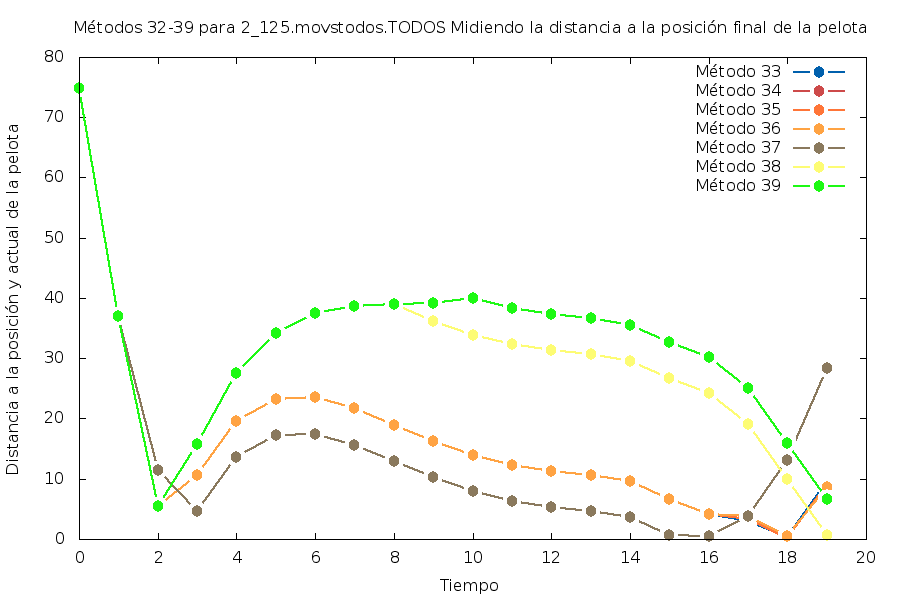 Métodos 32-39 para 2_125.movstodos.TODOS Midiendo la distancia a la posición final de la pelota
80
70
60
50
40
30
20
10
0
Distancia a la posición y actual de la pelota
Método 33
Método 34
Método 35
Método 36
Método 37
Método 38
Método 39
0 2 4 6 8 10 12 14 16 18 20
Tiempo